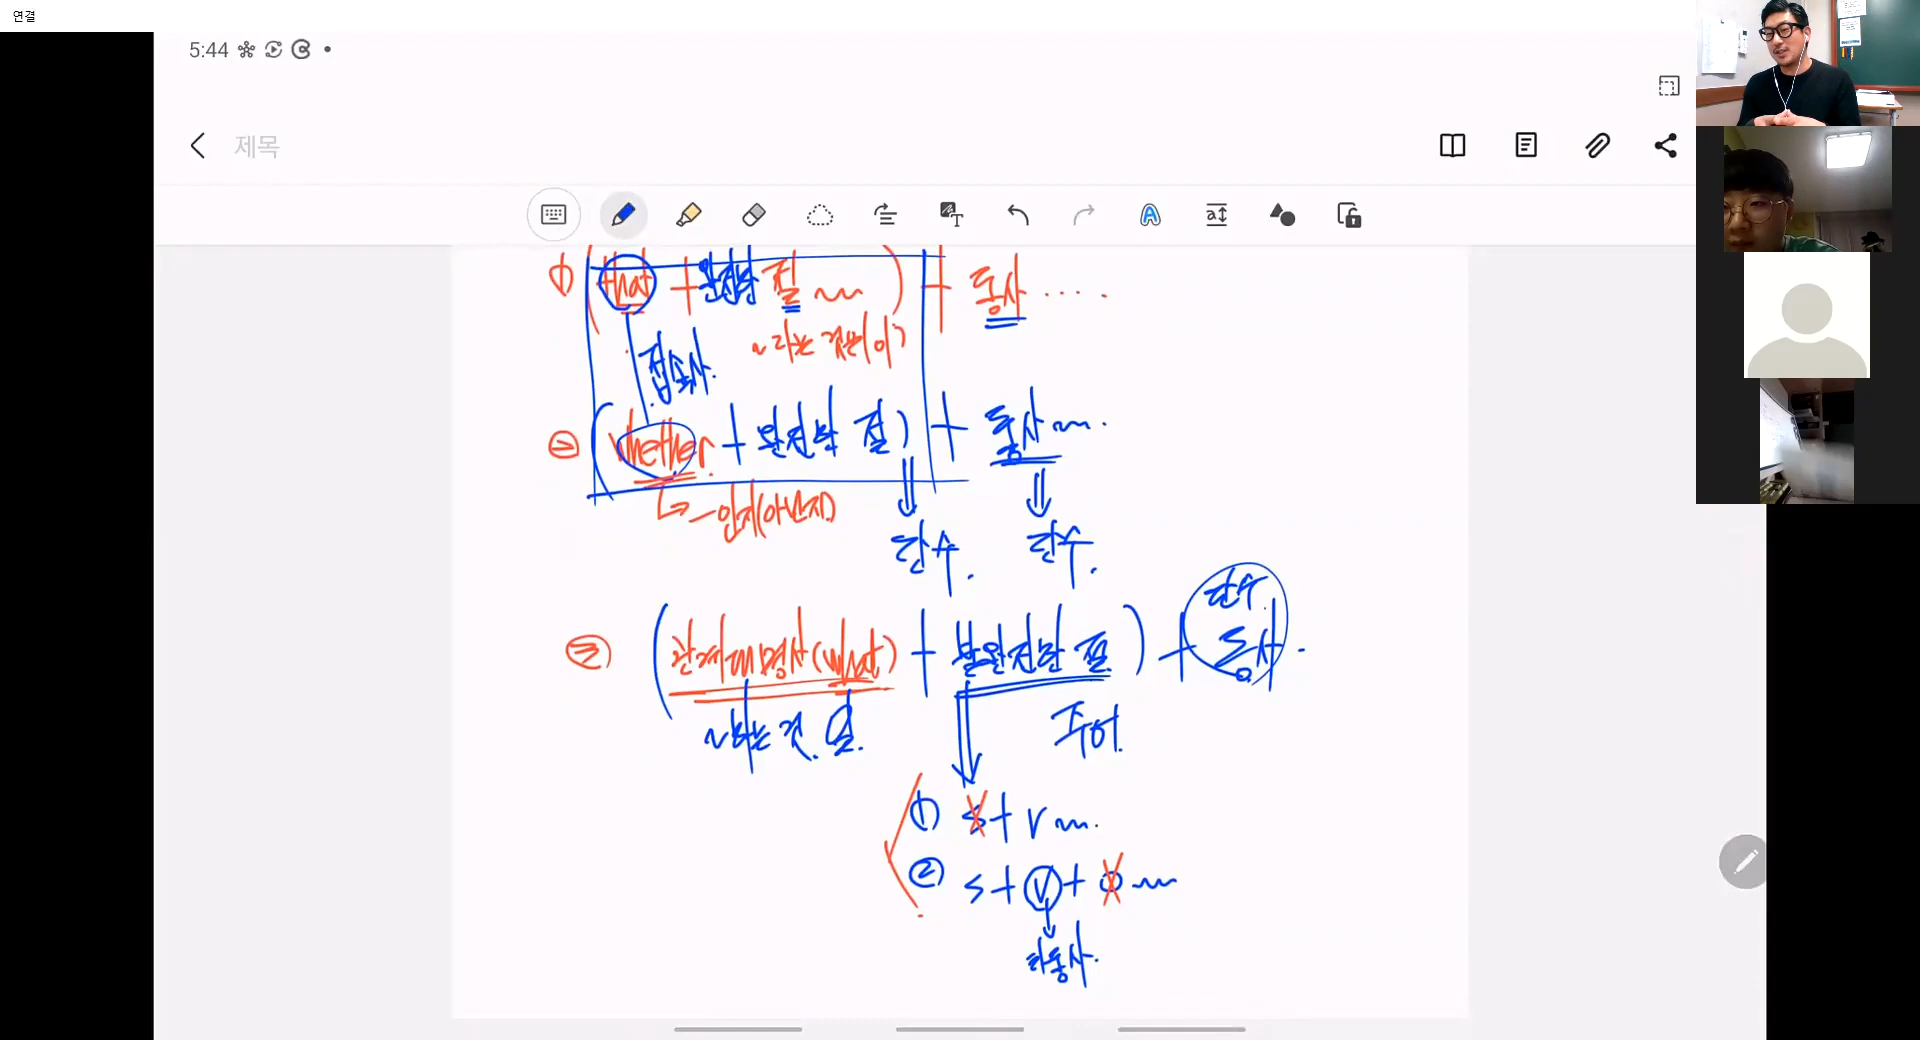 연결
5:44
제목
① (that + 완전한 절 ~) + 동사 ....
접속사.
~라는 것은(이)
② (whether + 완전한 절) + 동사 ~.
→ ~인지(아닌지)
단수.
단수.
③ (관계대명사(what) + 불완전한 절) + 단수 동사.
~라는 것.
주어.
① S + V ~.
② S + V + O ~
타동사.